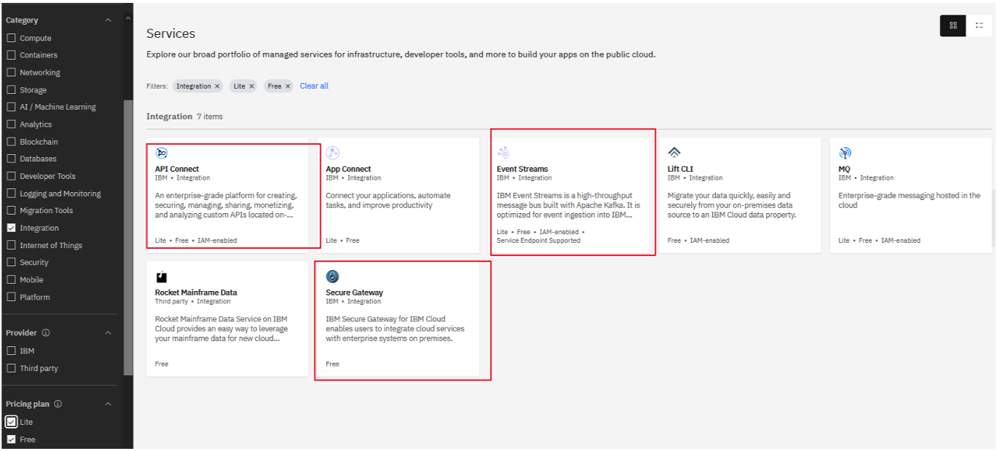 Category
Compute
Containers
Networking
Storage
AI / Machine Learning
Analytics
Blockchain
Databases
Developer Tools
Logging and Monitoring
Migration Tools
Integration
Internet of Things
Security
Mobile
Platform
Provider
IBM
Third party
Pricing plan
Lite
Free
Services
Explore our broad portfolio of managed services for infrastructure, developer tools, and more to build your apps on the public cloud.
Filters: Integration × Lite × Free × Clear all
Integration 7 items
API Connect
IBM • Integration
An enterprise-grade platform for creating,
securing, managing, sharing, monetizing,
and analyzing custom APIs located on-...
Lite • Free • IAM-enabled
App Connect
IBM • Integration
Connect your applications, automate
tasks, and improve productivity
Lite • Free
Event Streams
IBM • Integration
IBM Event Streams is a high-throughput
message bus built with Apache Kafka. It is
optimized for event ingestion into IBM...
Lite • Free • IAM-enabled •
Service Endpoint Supported
Lift CLI
IBM • Integration
Migrate your data quickly, easily and
securely from your on-premises data
source to an IBM Cloud data property.
Free • IAM-enabled
MQ
IBM • Integration
Enterprise-grade messaging hosted in the
cloud
Lite • Free • IAM-enabled
Rocket Mainframe Data
Third party • Integration
Rocket Mainframe Data Service on IBM
Cloud provides an easy way to leverage
your mainframe data for new cloud...
Free
Secure Gateway
IBM • Integration
IBM Secure Gateway for IBM Cloud
enables users to integrate cloud services
with enterprise systems on premises.
Free